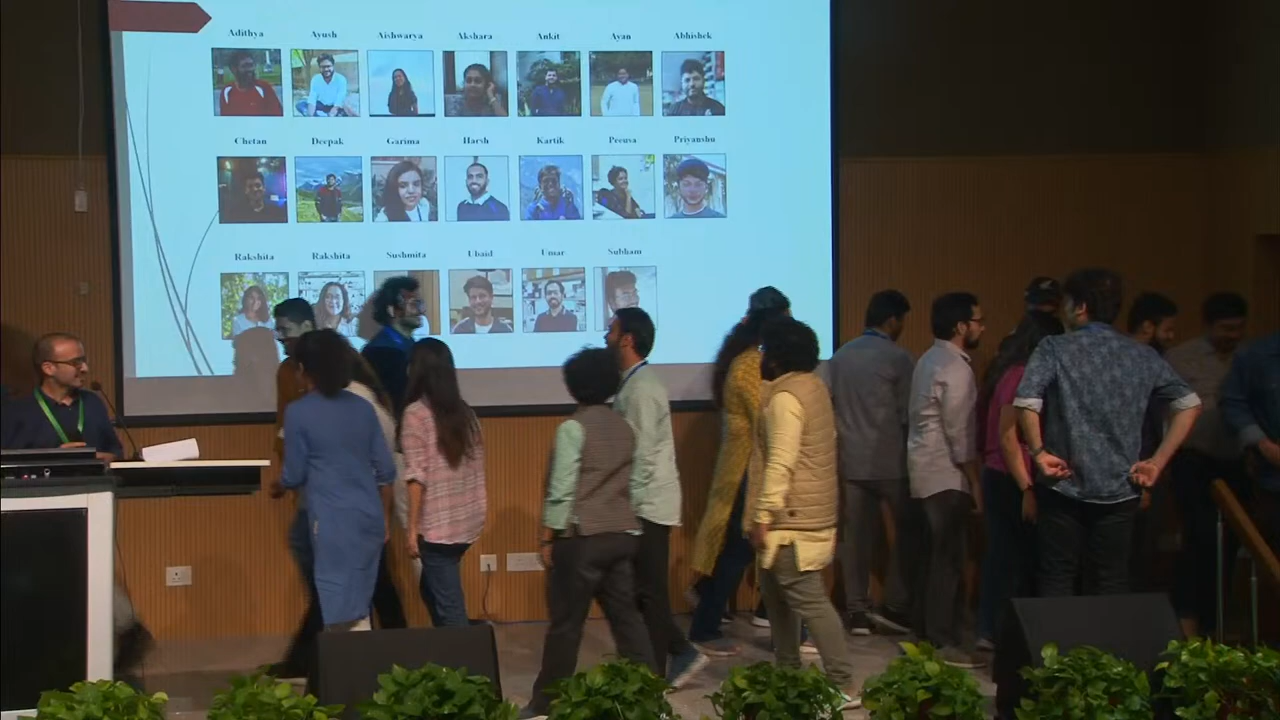 Adithya Ayush Aishwarya Akshara Ankit Ayan Abhishek
Chetan Deepak Garima Harsh Kartik Peeusa Priyanshu
Rakshita Rakshita Sushmita Ubaid Umar Subham